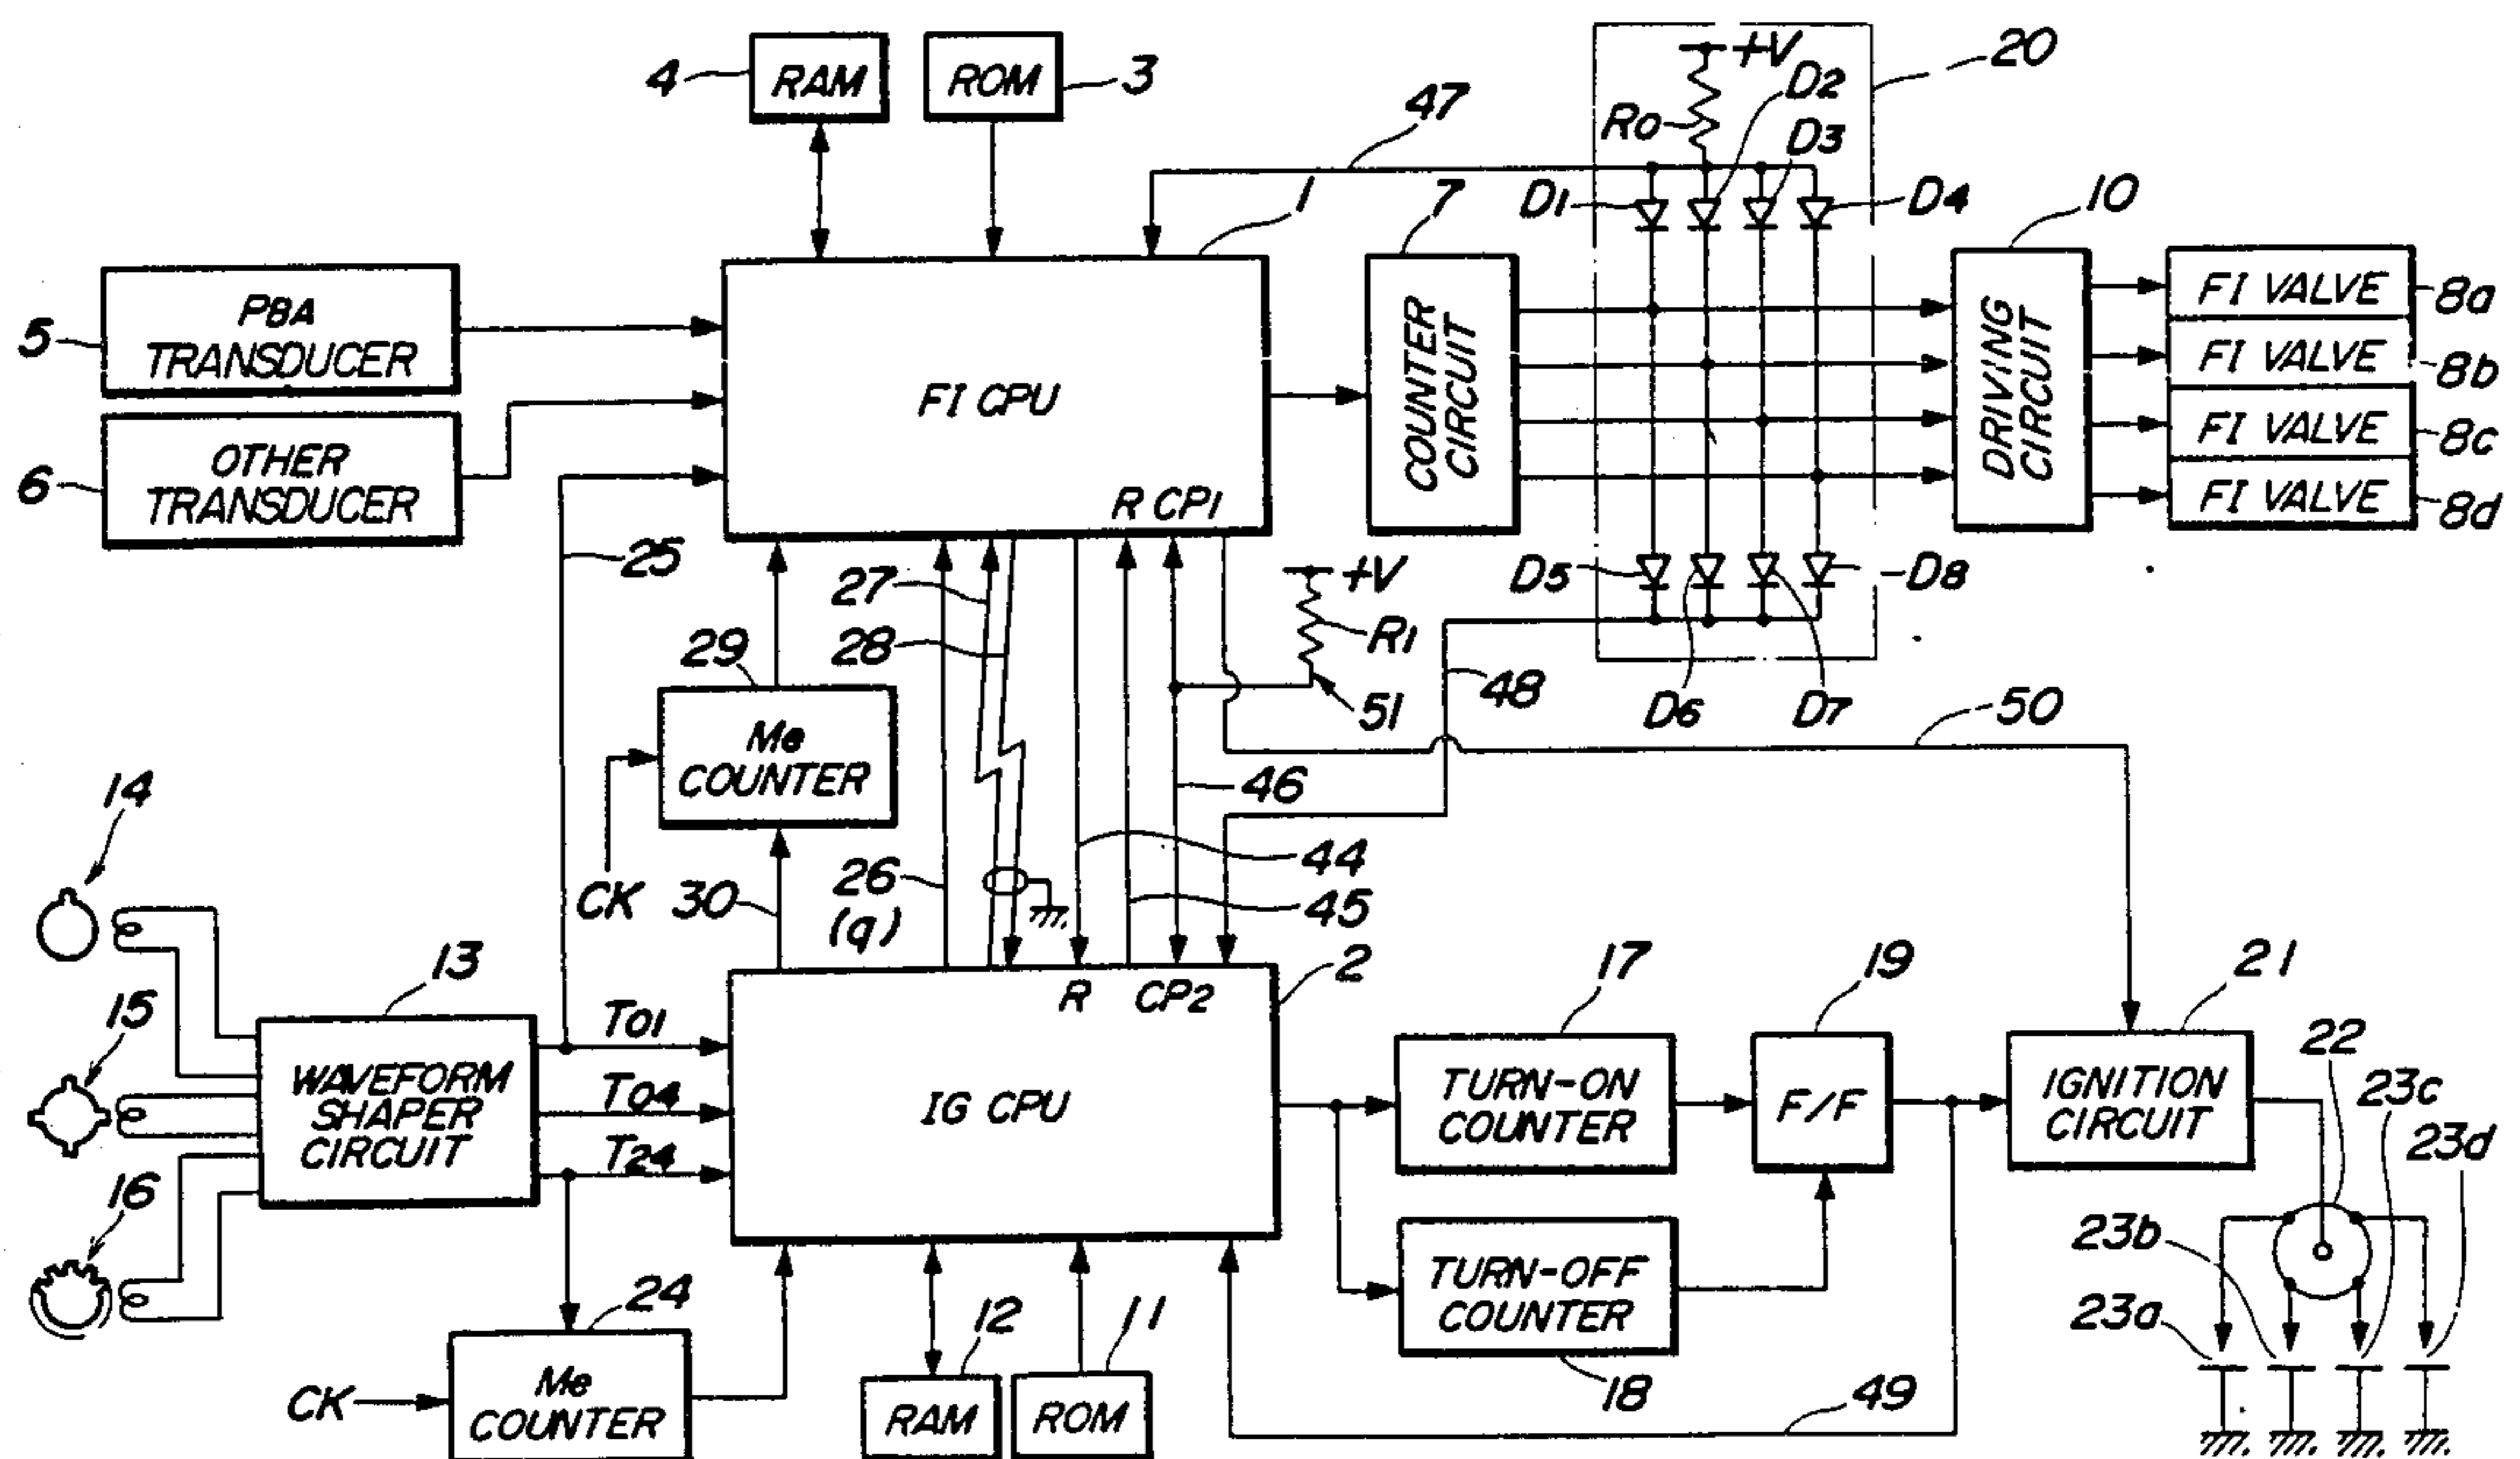 4
RAM
ROM
3
47
+V
D2
20
R0
D3
1
7
D1
D4
10
PBA
TRANSDUCER
5
OTHER
TRANSDUCER
6
FI CPU
R CP1
COUNTER
CIRCUIT
DRIVING
CIRCUIT
FI VALVE
8a
FI VALVE
8b
FI VALVE
8c
FI VALVE
8d
25
27
28
+V
R1
51
D5
D8
D6
D7
48
50
29
Me
COUNTER
46
14
CK
30
26
(q)
44
45
13
15
16
WAVEFORM
SHAPER
CIRCUIT
T01
T04
T24
R
CP2
2
IG CPU
17
TURN-ON
COUNTER
19
F/F
21
IGNITION
CIRCUIT
22
23c
23d
23b
23a
TURN-OFF
COUNTER
18
24
CK
Me
COUNTER
12
RAM
11
ROM
49